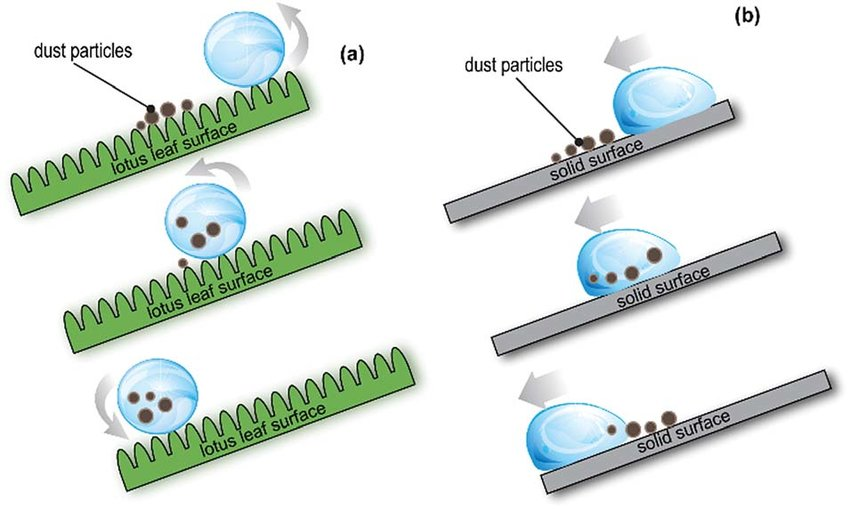 dust particles
(a)
lotus leaf surface
lotus leaf surface
lotus leaf surface
(b)
dust particles
solid surface
solid surface
solid surface